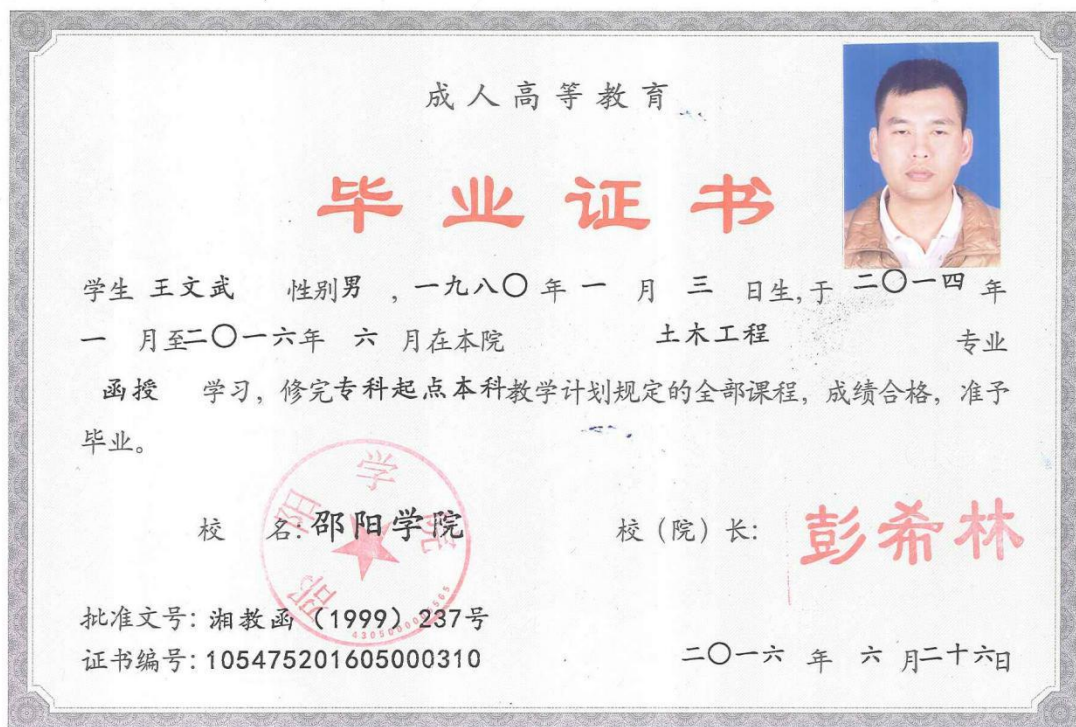 成人高等教育
毕业证书
学生 王文武 性别 男 ,一九八〇 年 一 月 三 日生,于 二〇一四 年
一 月至二〇一六年 六 月在本院 土木工程 专业
函授 学习，修完专科起点本科教学计划规定的全部课程，成绩合格，准予
毕业。
校 名:邵阳学院 校（院）长: 彭希林
邵阳学院
批准文号: 湘教函（1999）237号
证书编号: 105475201605000310
二〇一六 年 六 月二十六日